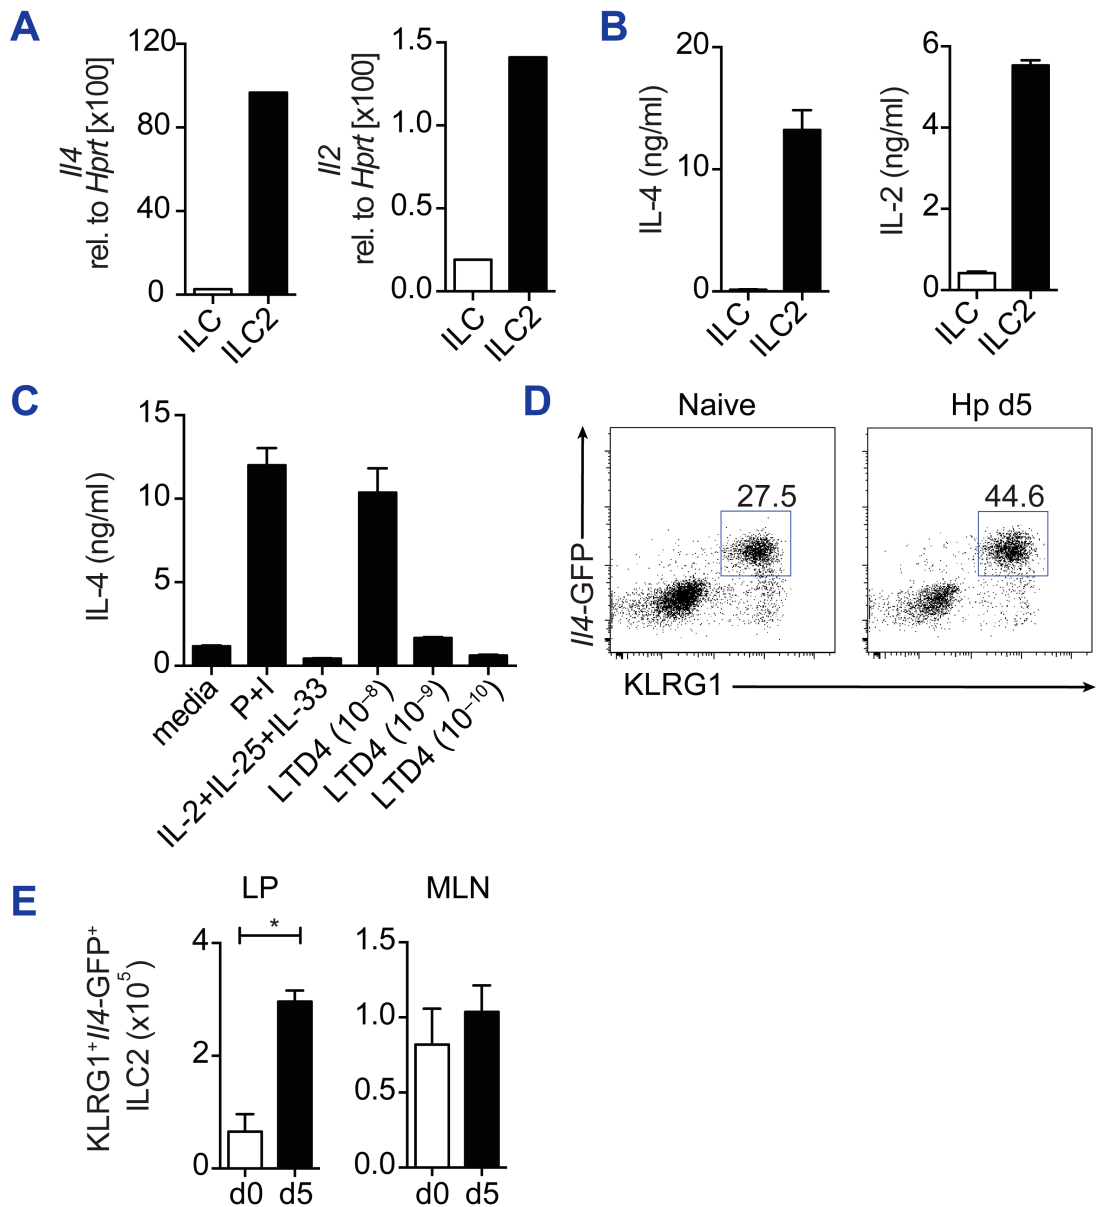 A
Il4
rel. to Hprt [x100]
120
80
40
0
ILC
ILC2
Il2
rel. to Hprt [x100]
1.5
1.0
0.5
0.0
ILC
ILC2
B
IL-4 (ng/ml)
20
10
0
ILC
ILC2
IL-2 (ng/ml)
6
4
2
0
ILC
ILC2
C
IL-4 (ng/ml)
15
10
5
0
media
P+I
IL-2+IL-25+IL-33
LTD4 (10⁻⁸)
LTD4 (10⁻⁹)
LTD4 (10⁻¹⁰)
D
Naive
Hp d5
27.5
44.6
Il4-GFP
KLRG1
E
LP
MLN
KLRG1⁺Il4-GFP⁺
ILC2 (x10⁵)
*
4
2
0
d0
d5
1.5
1.0
0.5
0.0
d0
d5